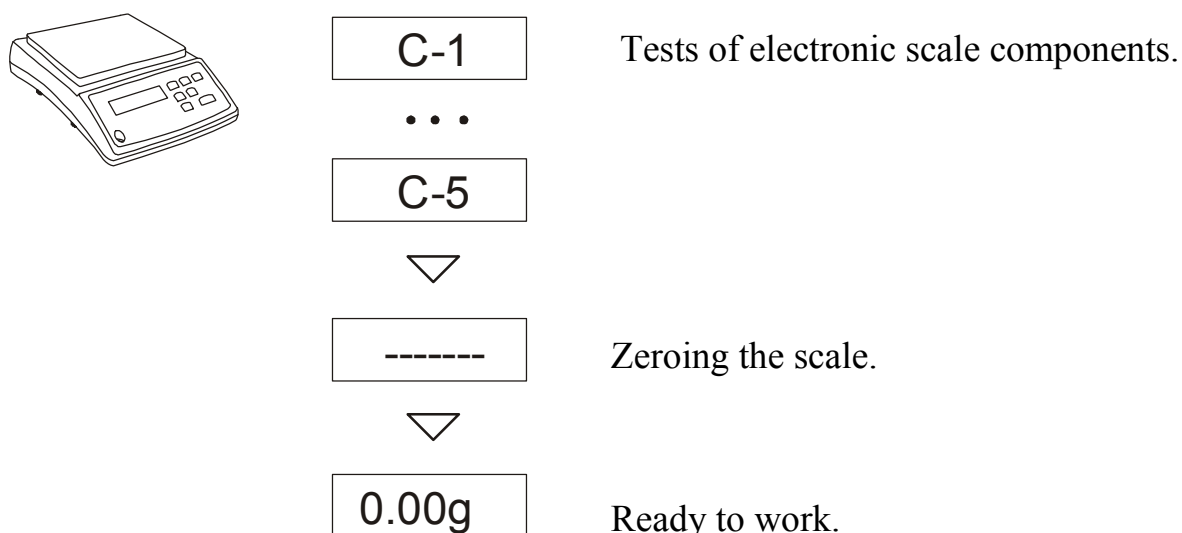 C-1 Tests of electronic scale components.
• • •
C-5
------- Zeroing the scale.
0.00g Ready to work.